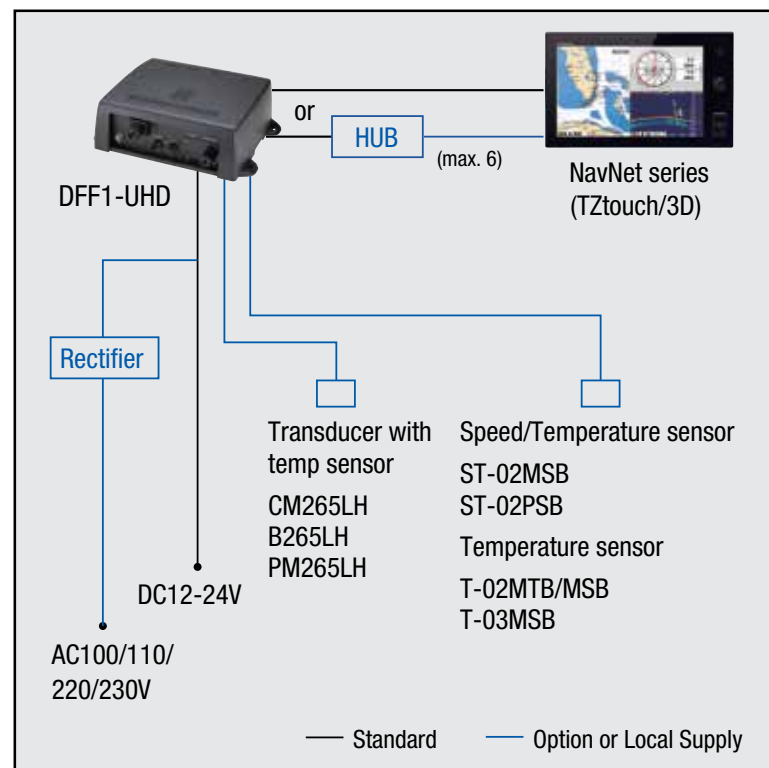 or
HUB
(max. 6)
DFF1-UHD
NavNet series
(TZtouch/3D)
Rectifier
Transducer with
temp sensor
CM265LH
B265LH
PM265LH
Speed/Temperature sensor
ST-02MSB
ST-02PSB
Temperature sensor
T-02MTB/MSB
T-03MSB
DC12-24V
AC100/110/
220/230V
Standard
Option or Local Supply